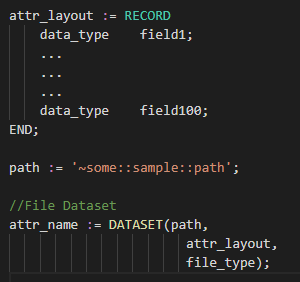 attr_layout := RECORD
data_type field1;
...
...
...
data_type field100;
END;
path := '~some::sample::path';
//File Dataset
attr_name := DATASET(path,
attr_layout,
file_type);